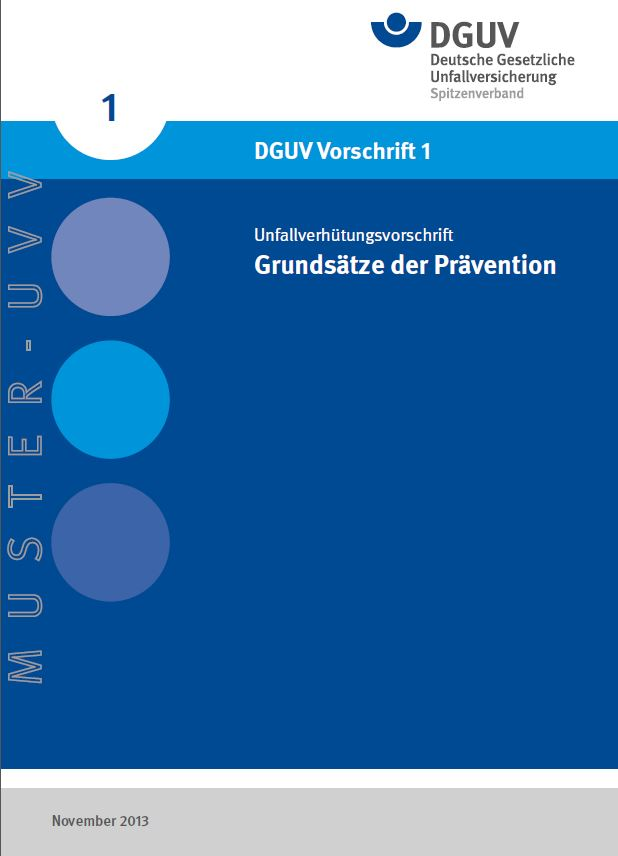 DGUV
Deutsche Gesetzliche
Unfallversicherung
Spitzenverband
1
DGUV Vorschrift 1
Unfallverhütungsvorschrift
Grundsätze der Prävention
MUSTER-UVV
November 2013